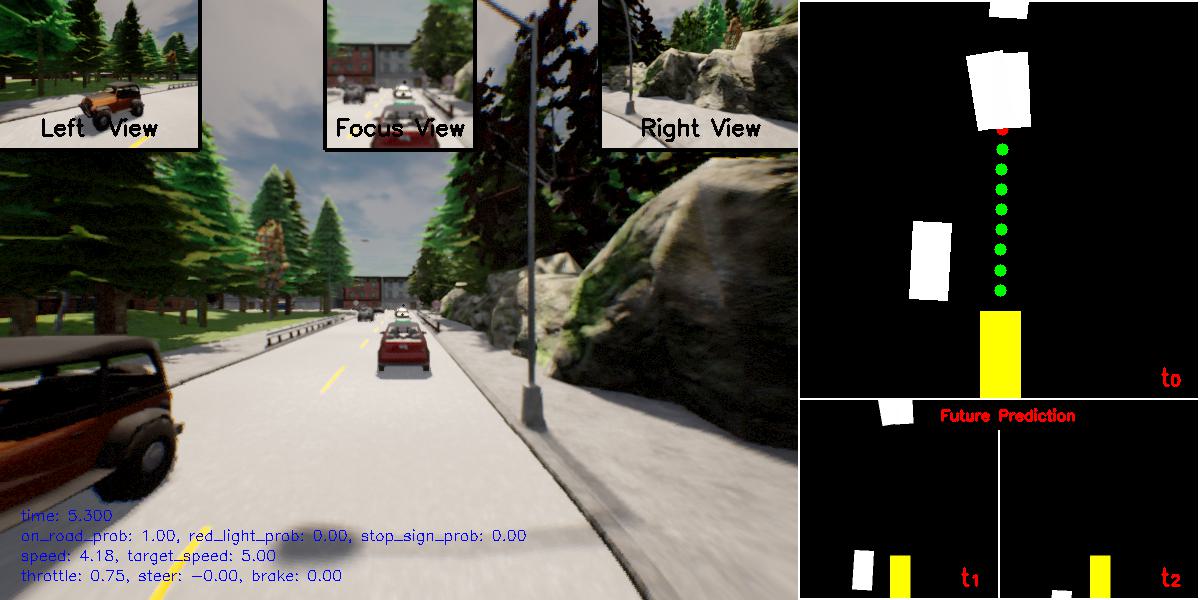 Left View
Focus View
Right View
t0
Future Prediction
t1
t2
time: 5.300
on_road_prob: 1.00, red_light_prob: 0.00, stop_sign_prob: 0.00
speed: 4.18, target_speed: 5.00
throttle: 0.75, steer: −0.00, brake: 0.00